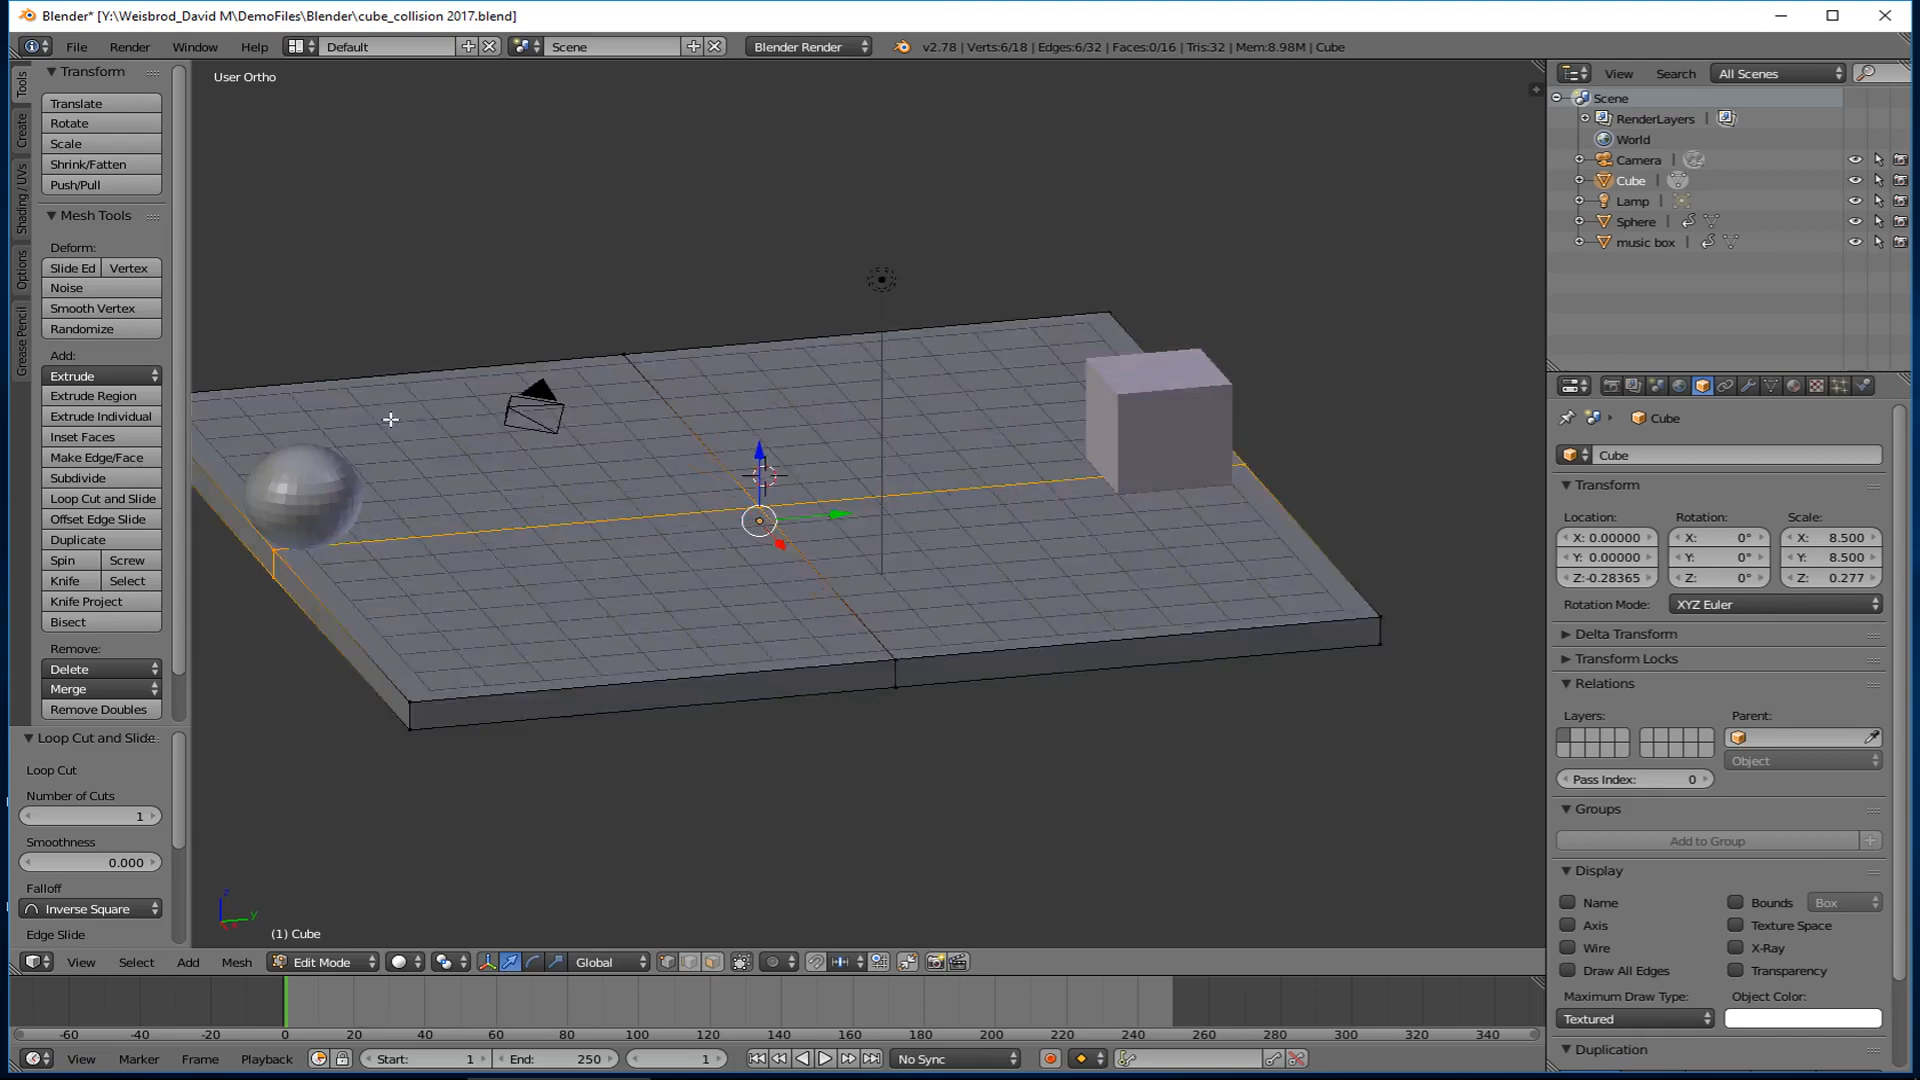 Blender* [Y:\Weisbrod_David M\DemoFiles\Blender\cube_collision 2017.blend]
File Render Window Help Default Scene Blender Render v2.78 | Verts:6/18 | Edges:6/32 | Faces:0/16 | Tris:32 | Mem:8.98M | Cube
Tools
Create
Shading / UVs
Options
Grease Pencil
Transform
Translate
Rotate
Scale
Shrink/Fatten
Push/Pull
Mesh Tools
Deform:
Slide Ed Vertex
Noise
Smooth Vertex
Randomize
Add:
Extrude
Extrude Region
Extrude Individual
Inset Faces
Make Edge/Face
Subdivide
Loop Cut and Slide
Offset Edge Slide
Duplicate
Spin Screw
Knife Select
Knife Project
Bisect
Remove:
Delete
Merge
Remove Doubles
Loop Cut and Slide
Loop Cut
Number of Cuts
1
Smoothness
0.000
Falloff
Inverse Square
Edge Slide
User Ortho
z
y
(1) Cube
View Select Add Mesh Edit Mode Global
-60 -40 -20 0 20 40 60 80 100 120 140 160 180 200 220 240 260 280 300 320 340
View Marker Frame Playback Start: 1 End: 250 1 No Sync
View Search All Scenes
Scene
RenderLayers |
World
Camera |
Cube |
Lamp |
Sphere |
music box |
Cube
Cube
Transform
Location: Rotation: Scale:
X: 0.00000 X: 0° X: 8.500
Y: 0.00000 Y: 0° Y: 8.500
Z:-0.28365 Z: 0° Z: 0.277
Rotation Mode: XYZ Euler
Delta Transform
Transform Locks
Relations
Layers: Parent:
Object
Pass Index: 0
Groups
Add to Group
Display
Name Bounds Box
Axis Texture Space
Wire X-Ray
Draw All Edges Transparency
Maximum Draw Type: Object Color:
Textured
Duplication